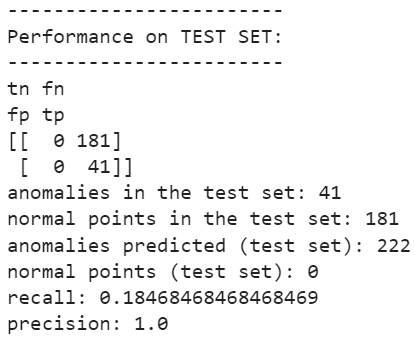 ------------------------
Performance on TEST SET:
------------------------
tn fn
fp tp
[[  0 181]
 [  0  41]]
anomalies in the test set: 41
normal points in the test set: 181
anomalies predicted (test set): 222
normal points (test set): 0
recall: 0.18468468468468469
precision: 1.0